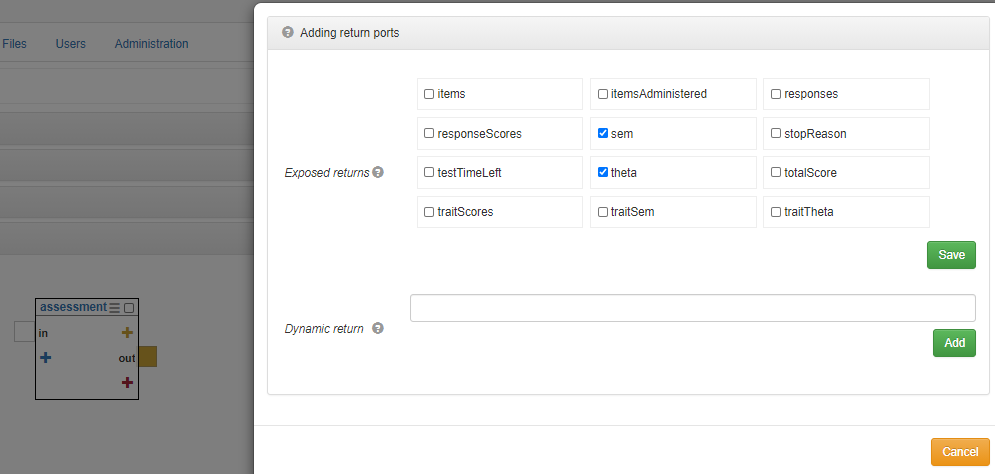 Files Users Administration
Adding return ports
items itemsAdministered responses
responseScores sem stopReason
Exposed returns
testTimeLeft theta totalScore
traitScores traitSem traitTheta
Save
assessment
in
out
Dynamic return
Add
Cancel